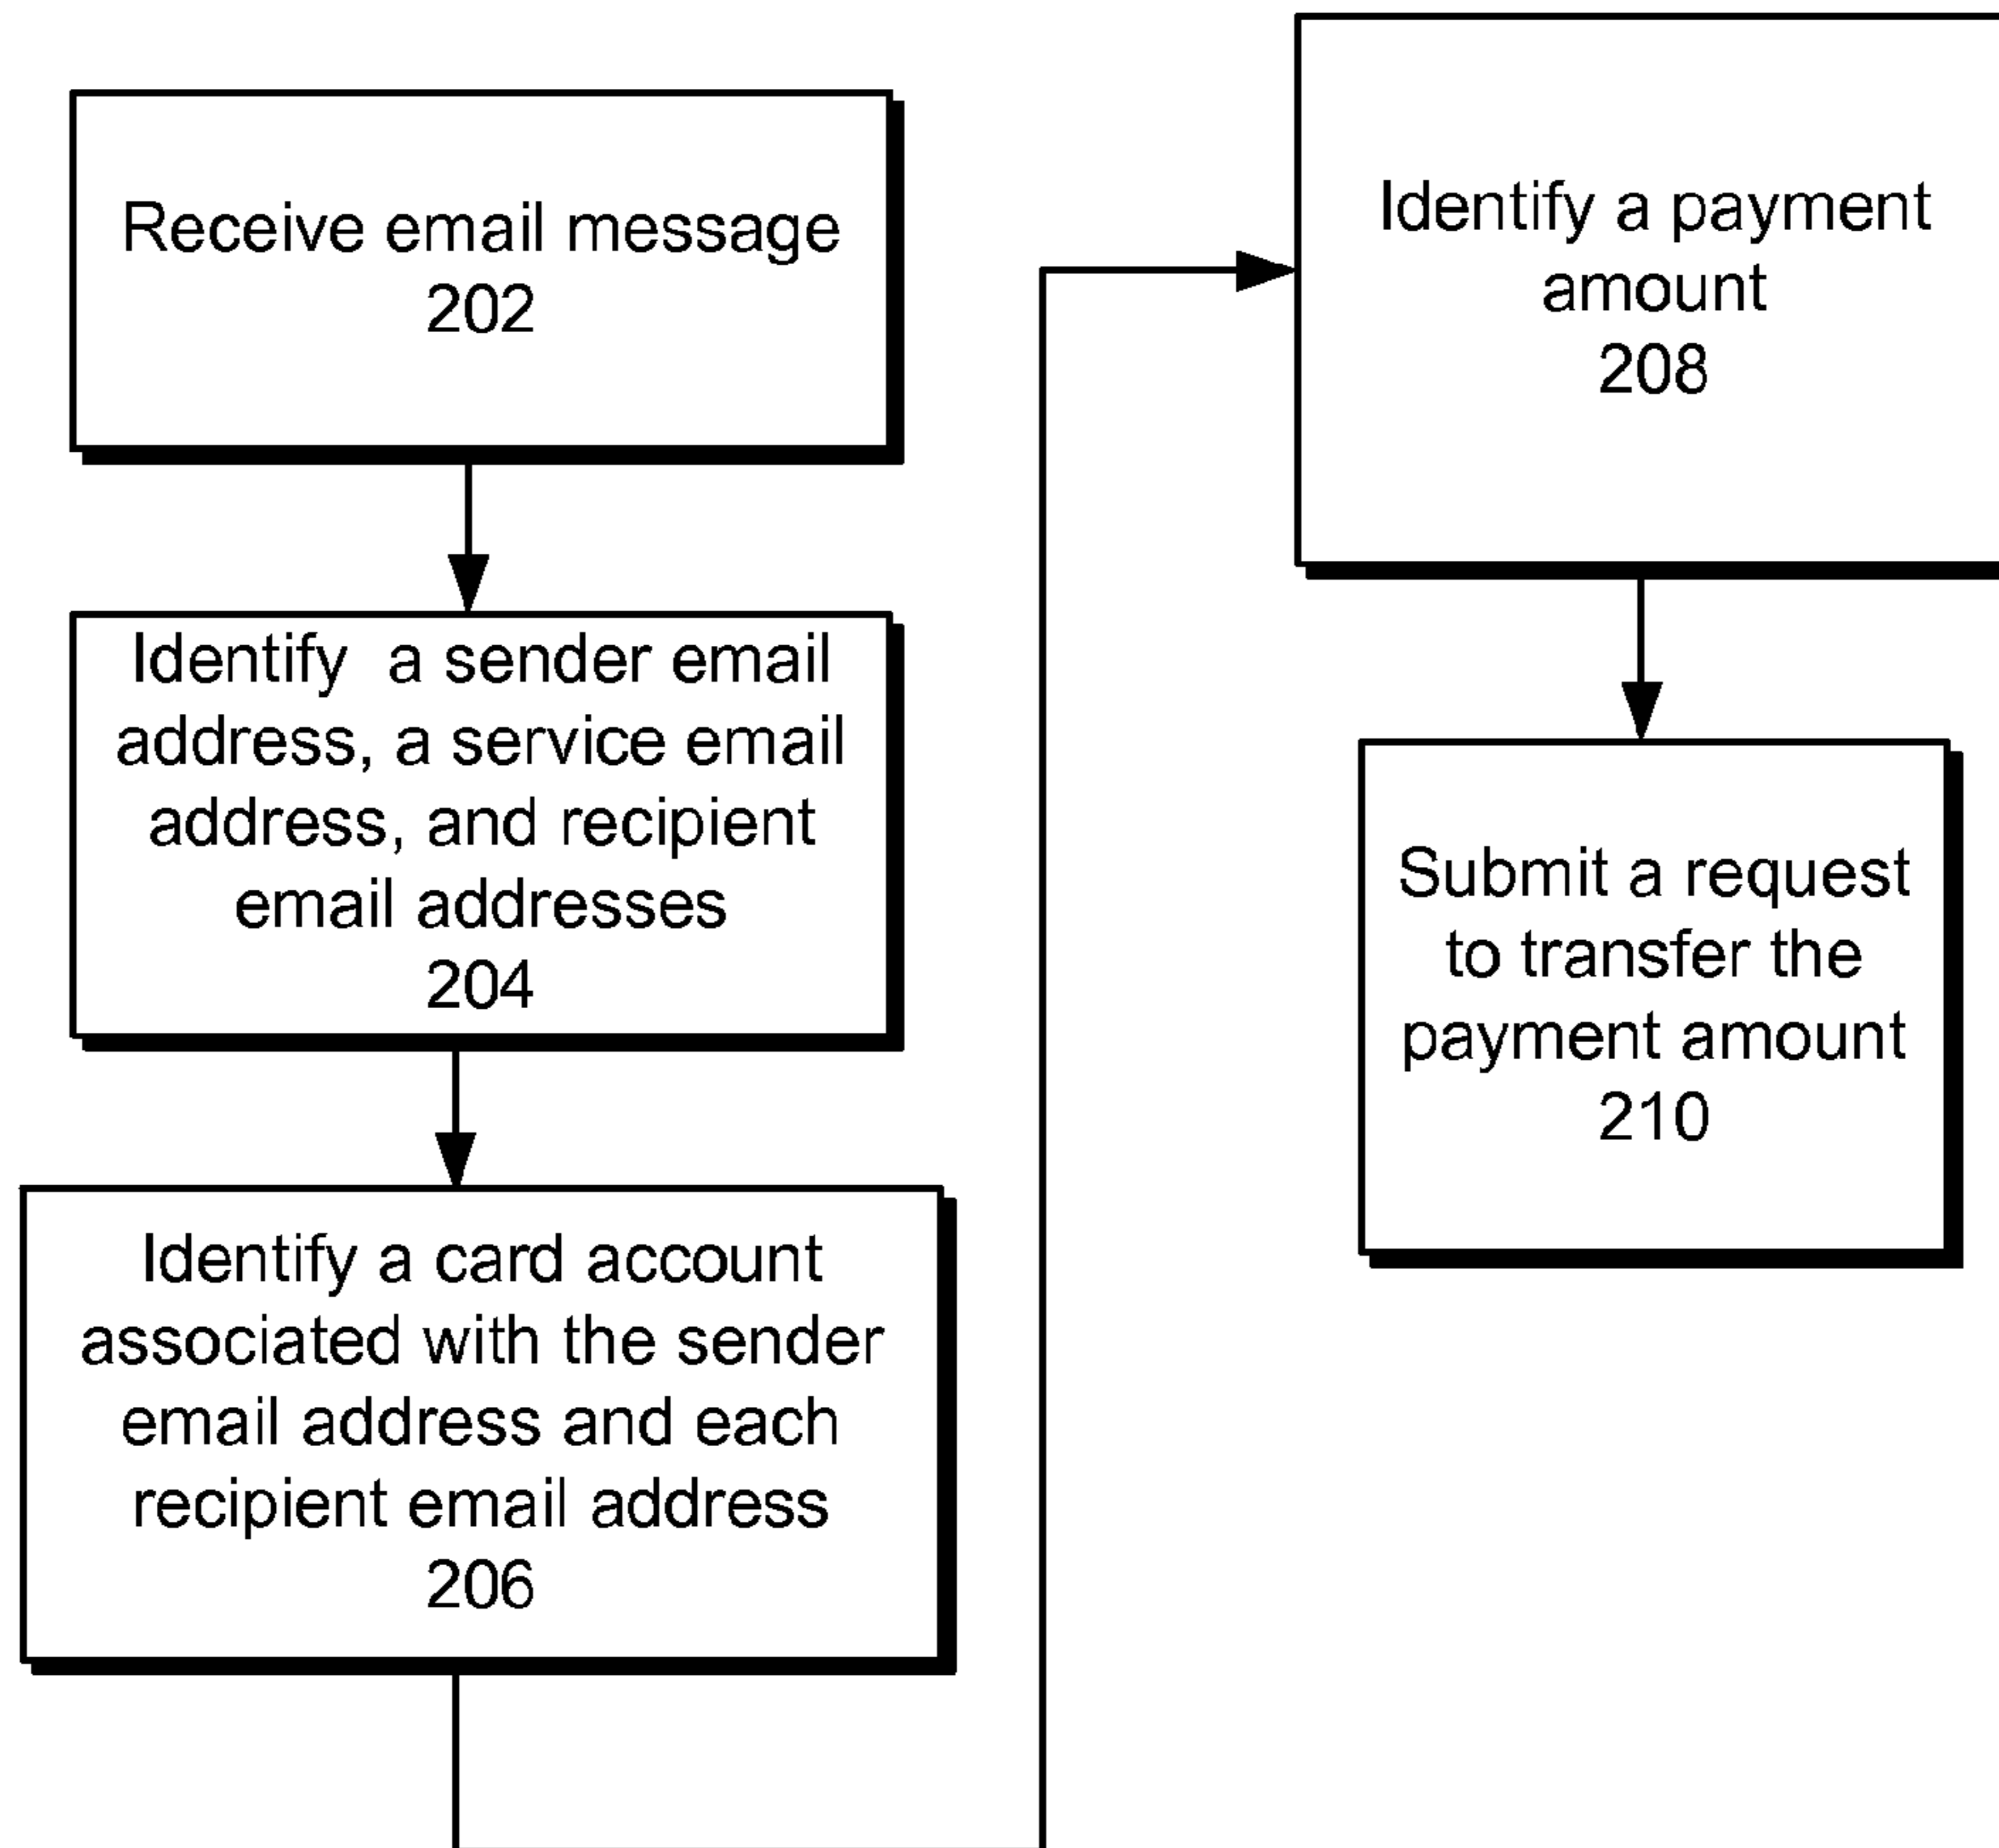 Receive email message
202
Identify a sender email
address, a service email
address, and recipient
email addresses
204
Identify a card account
associated with the sender
email address and each
recipient email address
206
Identify a payment
amount
208
Submit a request
to transfer the
payment amount
210